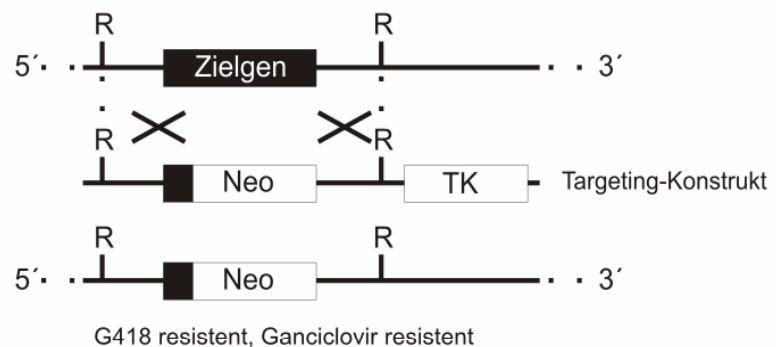 R R
5´ Zielgen 3´
R R
Neo TK Targeting-Konstrukt
R R
5´ Neo 3´
G418 resistent, Ganciclovir resistent